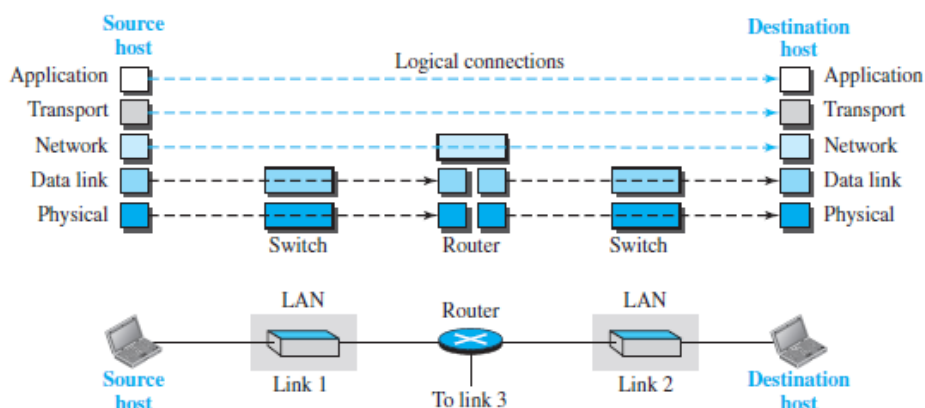 Source
host
Destination
host
Logical connections
Application
Application
Transport
Transport
Network
Network
Data link
Data link
Physical
Physical
Switch
Router
Switch
LAN
Router
LAN
Source
host
Link 1
To link 3
Link 2
Destination
host